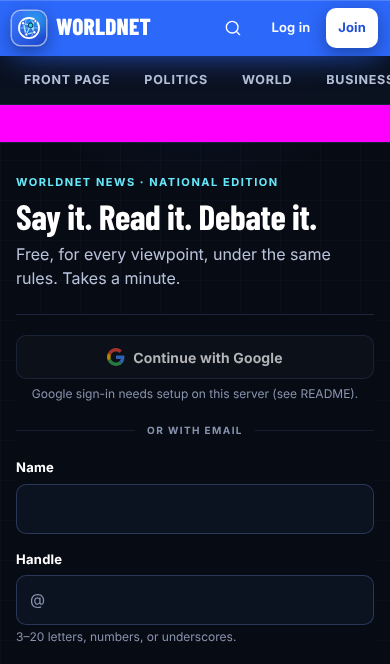 WORLDNET
Log in
Join
FRONT PAGE
POLITICS
WORLD
BUSINESS
WORLDNET NEWS · NATIONAL EDITION
Say it. Read it. Debate it.
Free, for every viewpoint, under the same
rules. Takes a minute.
Continue with Google
Google sign-in needs setup on this server (see README).
OR WITH EMAIL
Name
Handle
@
3–20 letters, numbers, or underscores.